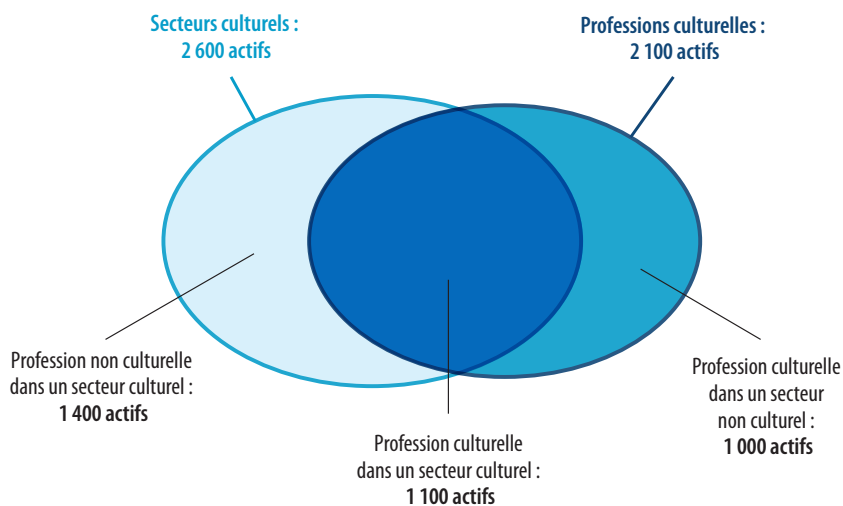 Secteurs culturels :
2 600 actifs
Professions culturelles :
2 100 actifs
Profession non culturelle
dans un secteur culturel :
1 400 actifs
Profession culturelle
dans un secteur culturel :
1 100 actifs
Profession culturelle
dans un secteur
non culturel :
1 000 actifs